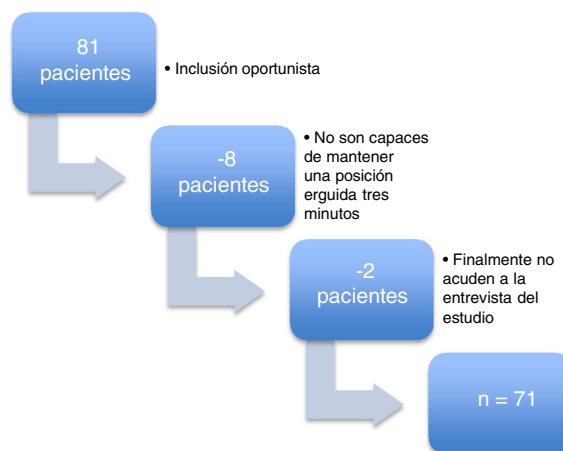 81
pacientes
• Inclusión oportunista
-8
pacientes
• No son capaces
de mantener
una posición
erguida tres
minutos
-2
pacientes
• Finalmente no
acuden a la
entrevista del
estudio
n = 71